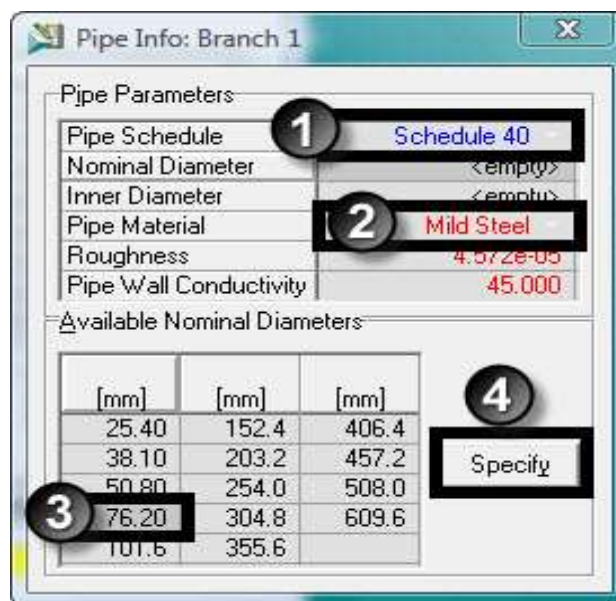 Pipe Info: Branch 1
Pipe Parameters
Pipe Schedule 1 Schedule 40
Nominal Diameter <empty>
Inner Diameter <empty>
Pipe Material 2 Mild Steel
Roughness 4.572e-05
Pipe Wall Conductivity 45.000
Available Nominal Diameters
[mm] [mm] [mm] 4
25.40 152.4 406.4
38.10 203.2 457.2 Specify
50.80 254.0 508.0
3 76.20 304.8 609.6
101.6 355.6